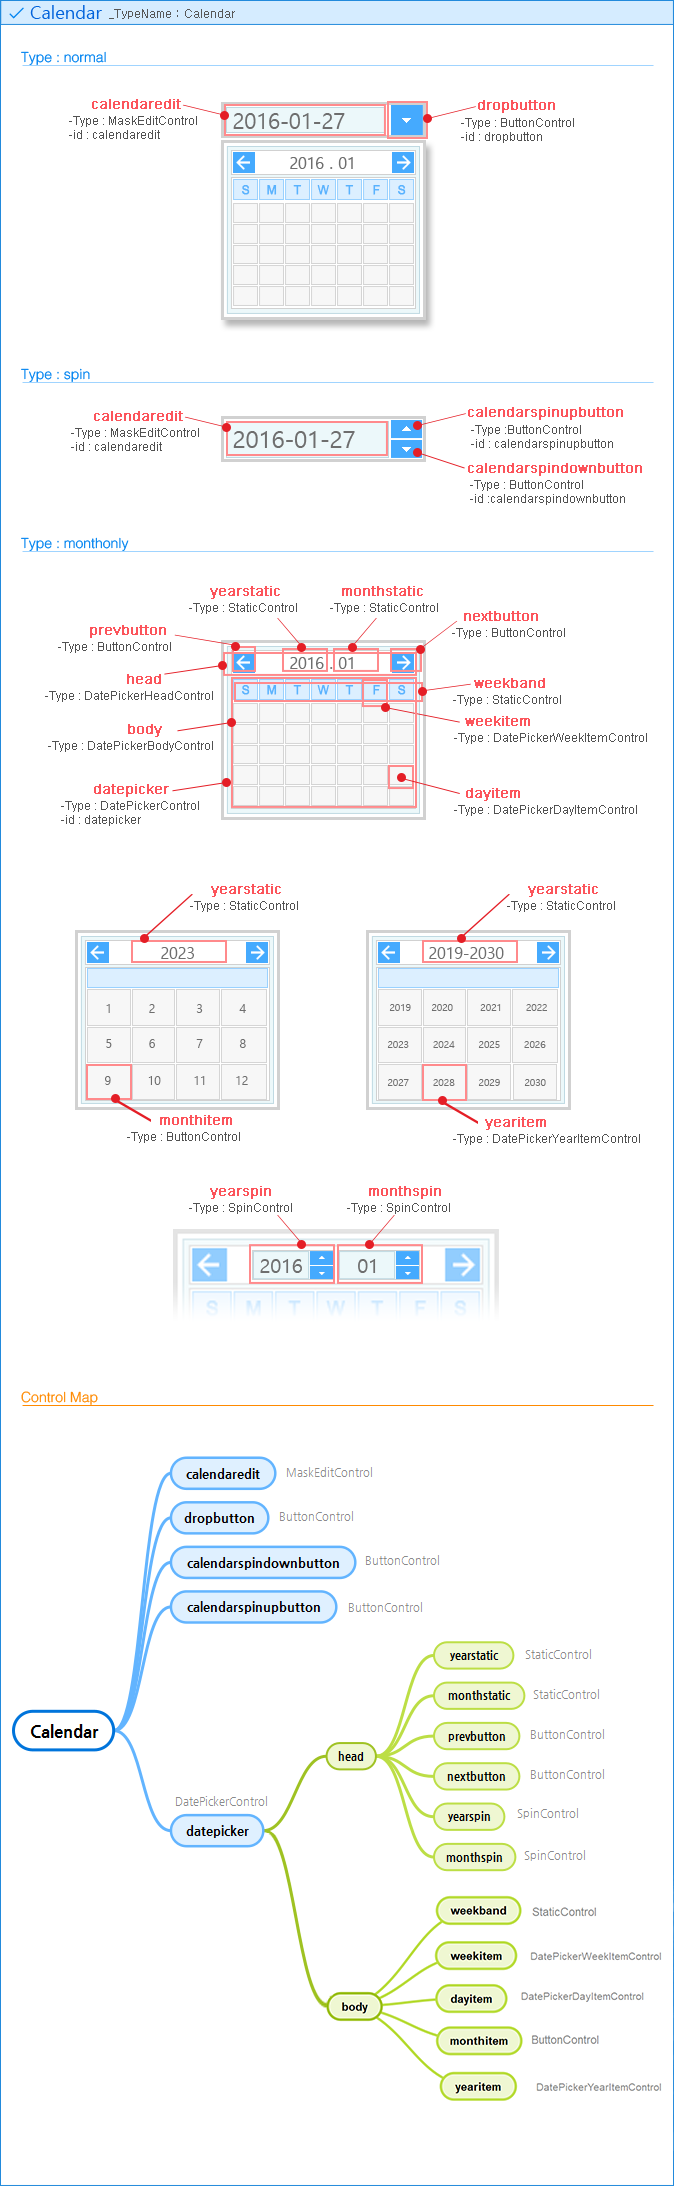 Calendar _TypeName : Calendar
Type : normal
calendaredit
-Type : MaskEditControl
-id : calendaredit
2016-01-27
dropbutton
-Type : ButtonControl
-id : dropbutton
2016 . 01
S M T W T F S
Type : spin
calendaredit
-Type : MaskEditControl
-id : calendaredit
2016-01-27
calendarspinupbutton
-Type :ButtonControl
-id : calendarspinupbutton
calendarspindownbutton
-Type : ButtonControl
-id :calendarspindownbutton
Type : monthonly
yearstatic
-Type : StaticControl
monthstatic
-Type : StaticControl
prevbutton
-Type : ButtonControl
nextbutton
-Type : ButtonControl
2016 . 01
head
-Type : DatePickerHeadControl
weekband
-Type : StaticControl
S M T W T F S
body
-Type : DatePickerBodyControl
weekitem
-Type : DatePickerWeekItemControl
datepicker
-Type : DatePickerControl
-id : datepicker
dayitem
-Type : DatePickerDayItemControl
yearstatic
-Type : StaticControl
2023
1 2 3 4
5 6 7 8
9 10 11 12
monthitem
-Type : ButtonControl
yearstatic
-Type : StaticControl
2019-2030
2019 2020 2021 2022
2023 2024 2025 2026
2027 2028 2029 2030
yearitem
-Type : DatePickerYearItemControl
yearspin
-Type : SpinControl
monthspin
-Type : SpinControl
2016 01
S M T W T F S
Control Map
calendaredit MaskEditControl
dropbutton ButtonControl
calendarspindownbutton ButtonControl
calendarspinupbutton ButtonControl
Calendar
DatePickerControl
datepicker
head
yearstatic StaticControl
monthstatic StaticControl
prevbutton ButtonControl
nextbutton ButtonControl
yearspin SpinControl
monthspin SpinControl
body
weekband StaticControl
weekitem DatePickerWeekItemControl
dayitem DatePickerDayItemControl
monthitem ButtonControl
yearitem DatePickerYearItemControl